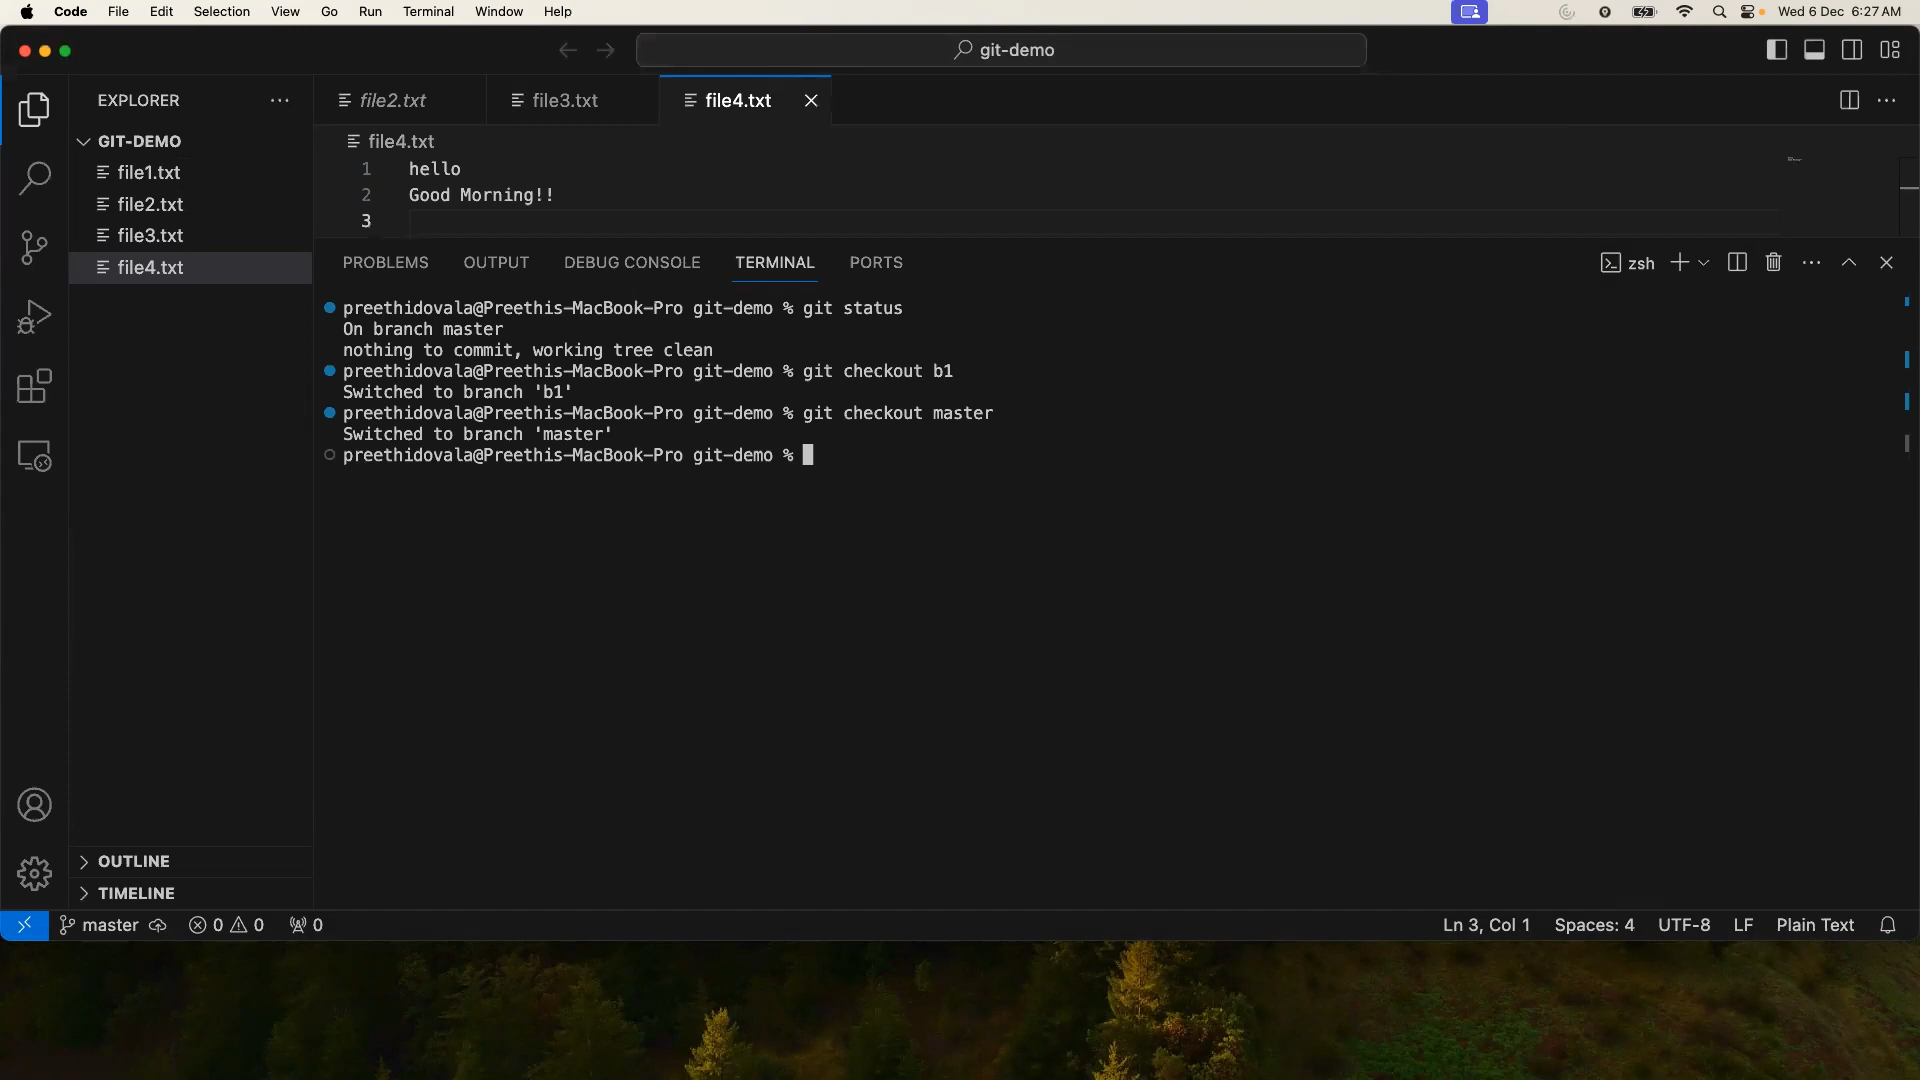 Code File Edit Selection View Go Run Terminal Window Help Wed 6 Dec 6:27 AM
git-demo
EXPLORER
file2.txt file3.txt file4.txt
GIT-DEMO
file4.txt
file1.txt
file2.txt
file3.txt
file4.txt
1 hello
2 Good Morning!!
3
PROBLEMS OUTPUT DEBUG CONSOLE TERMINAL PORTS zsh
preethidovala@Preethis-MacBook-Pro git-demo % git status
On branch master
nothing to commit, working tree clean
preethidovala@Preethis-MacBook-Pro git-demo % git checkout b1
Switched to branch 'b1'
preethidovala@Preethis-MacBook-Pro git-demo % git checkout master
Switched to branch 'master'
preethidovala@Preethis-MacBook-Pro git-demo %
OUTLINE
TIMELINE
master 0 0 0 Ln 3, Col 1 Spaces: 4 UTF-8 LF Plain Text